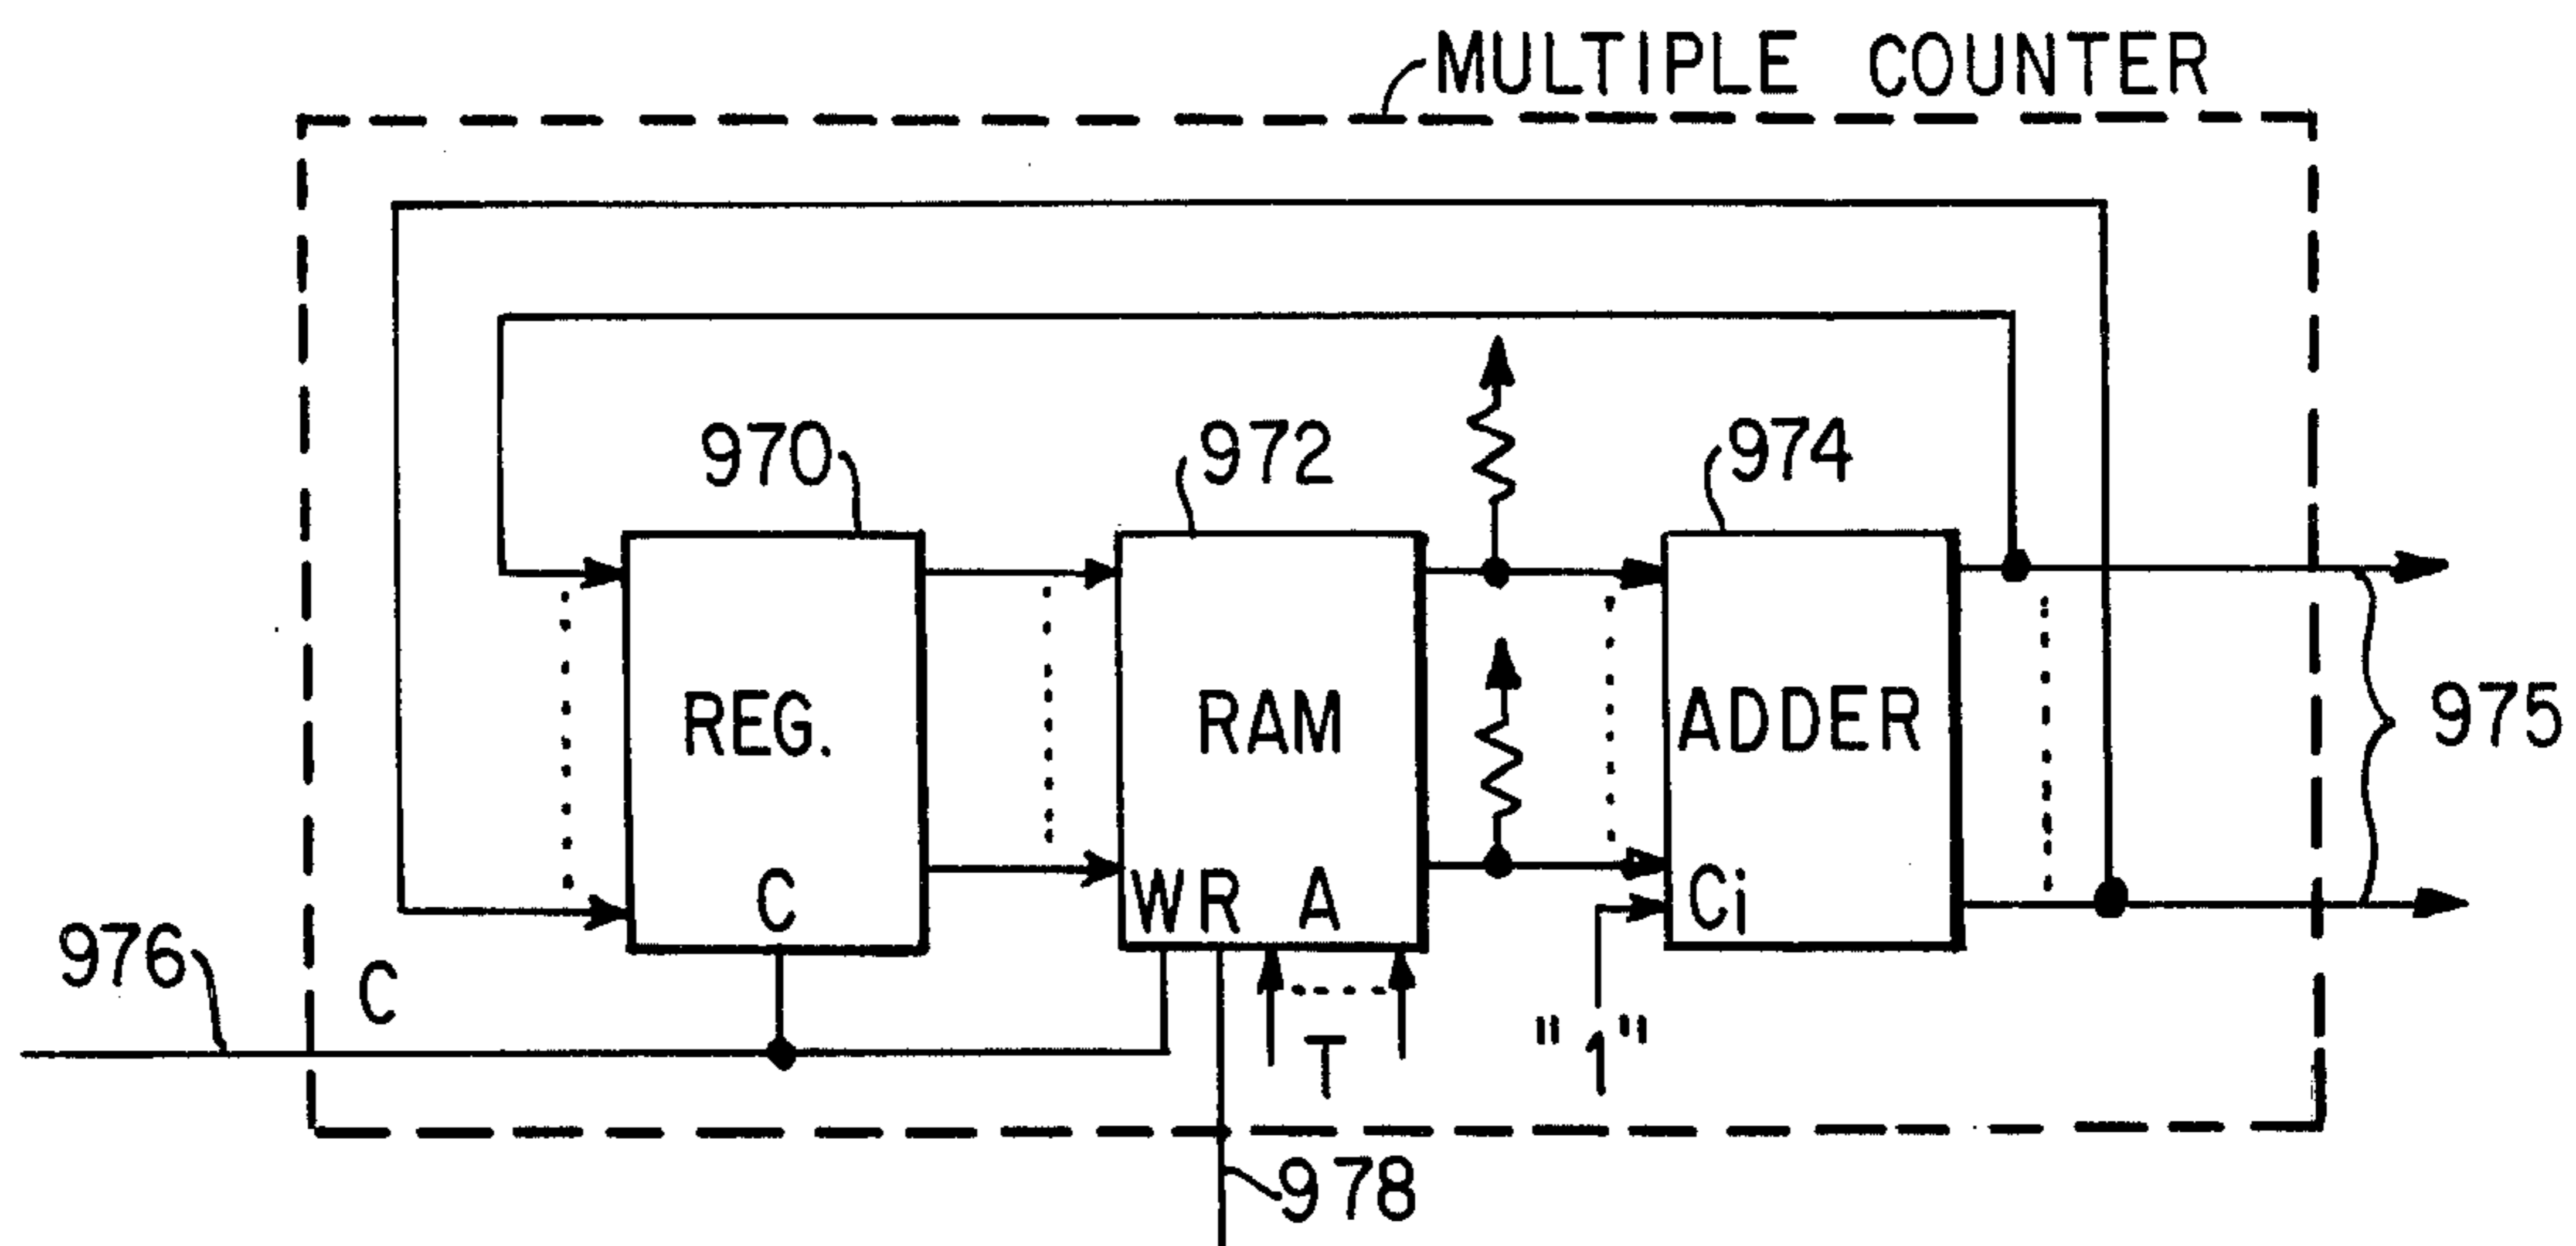 MULTIPLE COUNTER
970
972
974
REG.
RAM
ADDER
975
C
WR A
Ci
976
C
T
"1"
978